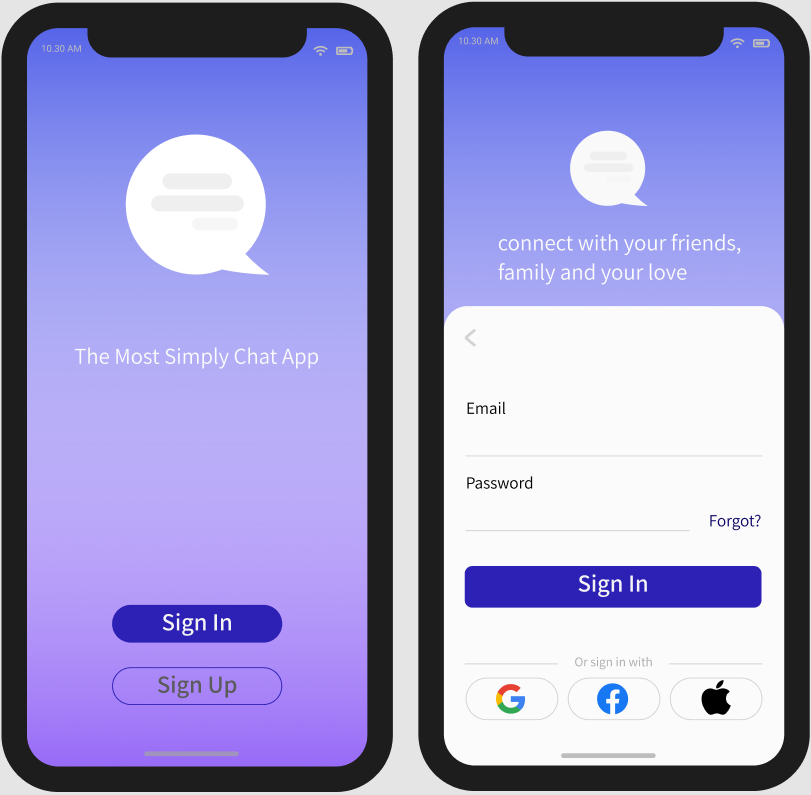 10.30 AM
The Most Simply Chat App
Sign In
Sign Up
10.30 AM
connect with your friends,
family and your love
Email
Password
Forgot?
Sign In
Or sign in with